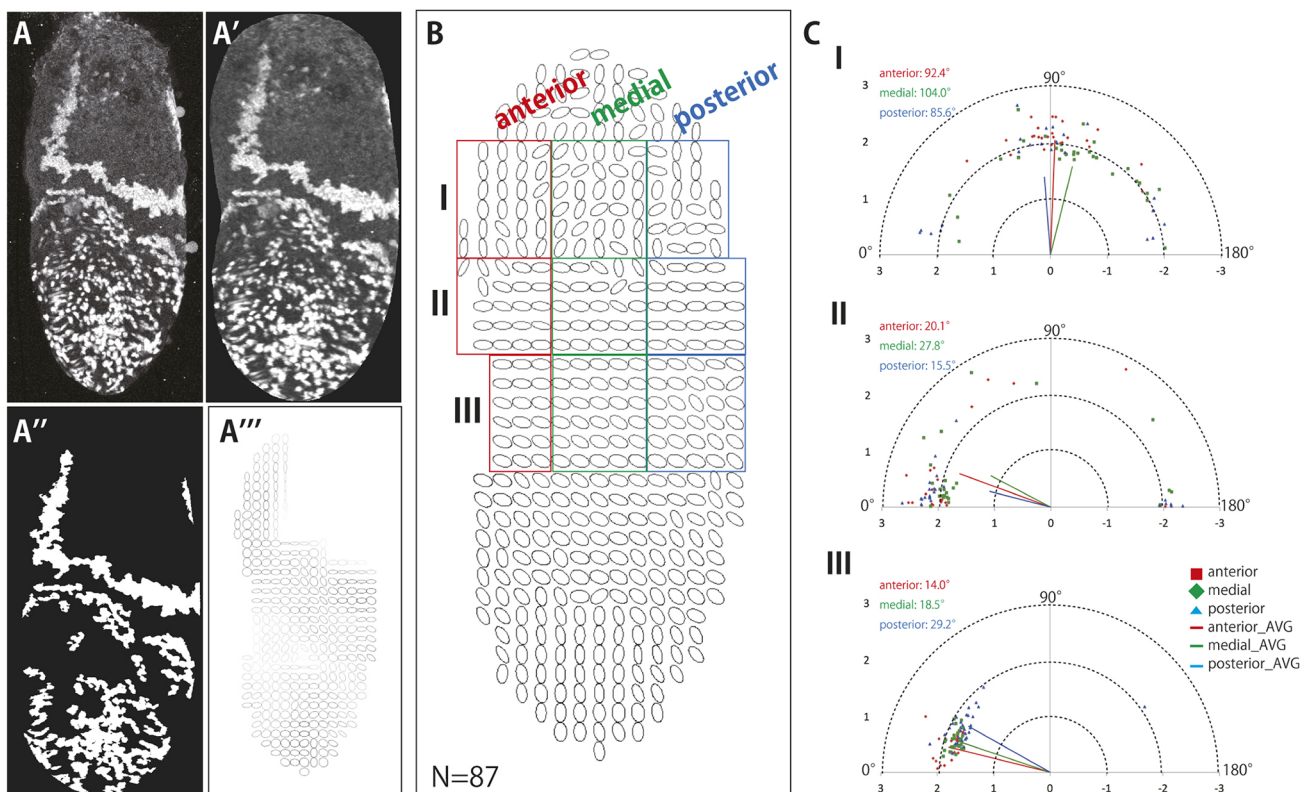 A
A′
A″
A‴
B
anterior
medial
posterior
I
II
III
N=87
C
I
anterior: 92.4°
medial: 104.0°
posterior: 85.6°
90°
3
2
1
0°
180°
3 2 1 0 -1 -2 -3
II
anterior: 20.1°
medial: 27.8°
posterior: 15.5°
90°
3
2
1
0°
180°
3 2 1 0 -1 -2 -3
III
anterior: 14.0°
medial: 18.5°
posterior: 29.2°
90°
3
2
1
0°
180°
3 2 1 0 -1 -2 -3
anterior
medial
posterior
anterior_AVG
medial_AVG
posterior_AVG